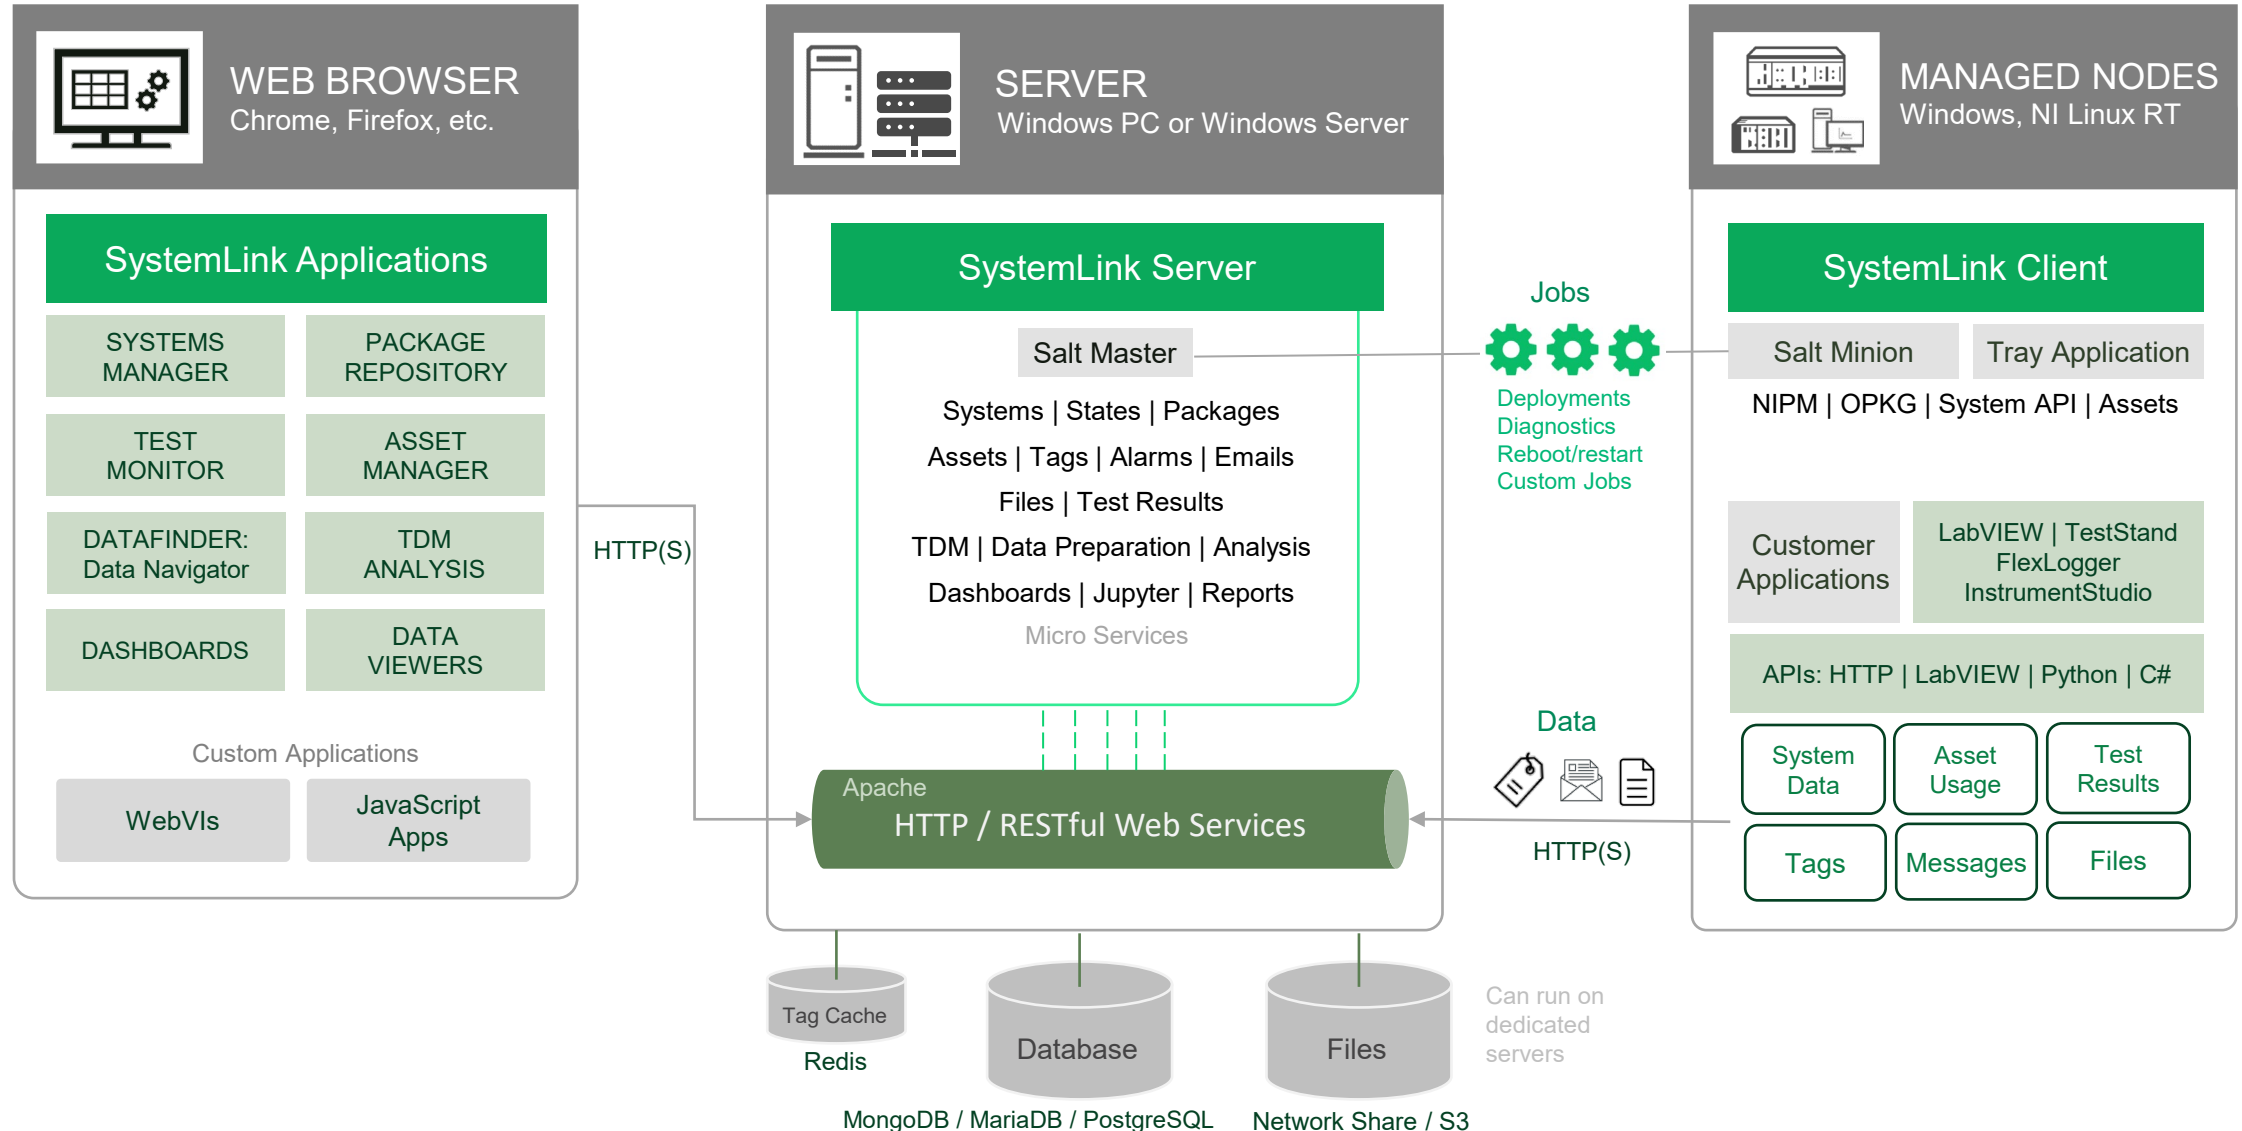 WEB BROWSER
Chrome, Firefox, etc.
SystemLink Applications
SYSTEMS
MANAGER
PACKAGE
REPOSITORY
TEST
MONITOR
ASSET
MANAGER
DATAFINDER:
Data Navigator
TDM
ANALYSIS
DASHBOARDS
DATA
VIEWERS
Custom Applications
WebVIs
JavaScript
Apps
HTTP(S)
SERVER
Windows PC or Windows Server
SystemLink Server
Salt Master
Systems | States | Packages
Assets | Tags | Alarms | Emails
Files | Test Results
TDM | Data Preparation | Analysis
Dashboards | Jupyter | Reports
Micro Services
Apache
HTTP / RESTful Web Services
Tag Cache
Redis
Database
MongoDB / MariaDB / PostgreSQL
Files
Network Share / S3
Can run on
dedicated
servers
Jobs
Deployments
Diagnostics
Reboot/restart
Custom Jobs
Data
HTTP(S)
MANAGED NODES
Windows, NI Linux RT
SystemLink Client
Salt Minion
Tray Application
NIPM | OPKG | System API | Assets
Customer
Applications
LabVIEW | TestStand
FlexLogger
InstrumentStudio
APIs: HTTP | LabVIEW | Python | C#
System
Data
Asset
Usage
Test
Results
Tags
Messages
Files